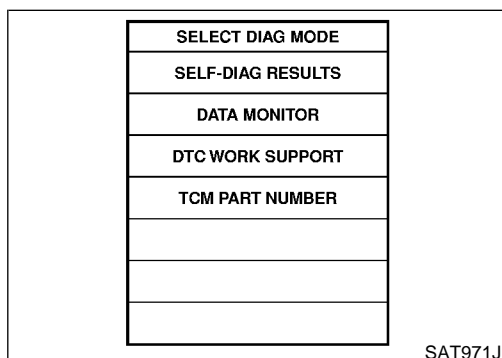 SELECT DIAG MODE
SELF-DIAG RESULTS
DATA MONITOR
DTC WORK SUPPORT
TCM PART NUMBER
SAT971J